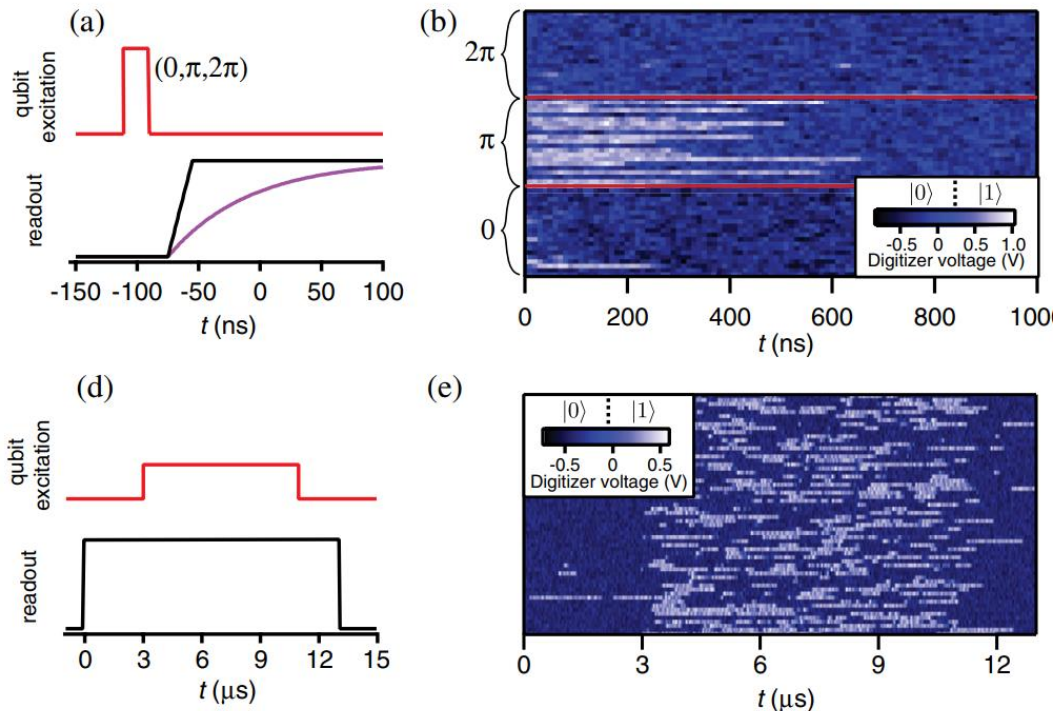 (a)
qubit
excitation
(0,π,2π)
readout
-150 -100 -50 0 50 100
t (ns)
(b)
2π
π
0
|0⟩ |1⟩
-0.5 0 0.5 1.0
Digitizer voltage (V)
0 200 400 600 800 1000
t (ns)
(d)
qubit
excitation
readout
0 3 6 9 11 15
t (μs)
(e)
|0⟩ |1⟩
-0.5 0 0.5
Digitizer voltage (V)
0 3 6 9 12
t (μs)